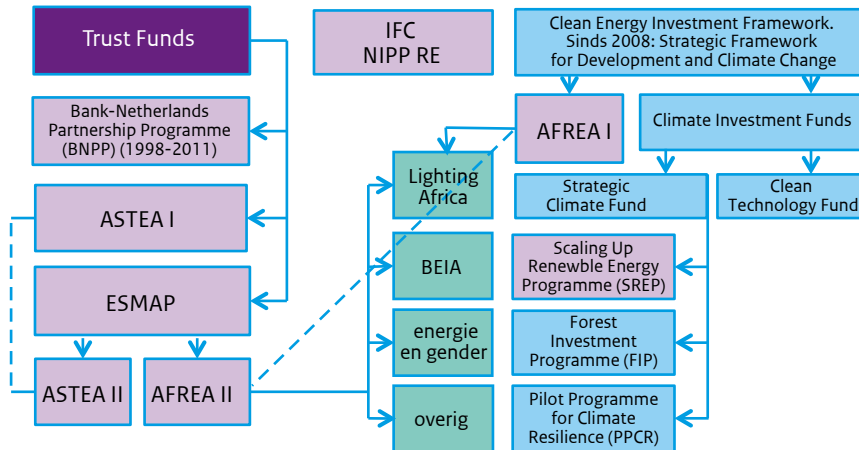 Trust Funds
IFC
NIPP RE
Clean Energy Investment Framework.
Sinds 2008: Strategic Framework
for Development and Climate Change
Bank-Netherlands
Partnership Programme
(BNPP) (1998-2011)
AFREA I
Climate Investment Funds
Lighting
Africa
Strategic
Climate Fund
Clean
Technology Fund
ASTEA I
BEIA
Scaling Up
Renewble Energy
Programme (SREP)
ESMAP
energie
en gender
Forest
Investment
Programme (FIP)
ASTEA II
AFREA II
overig
Pilot Programme
for Climate
Resilience (PPCR)